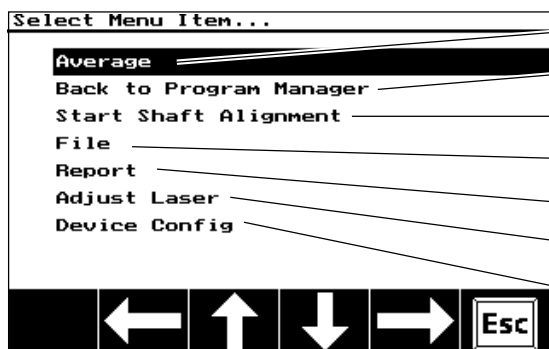 Select Menu Item...
Average
Back to Program Manager
Start Shaft Alignment
File
Report
Adjust Laser
Device Config
Esc